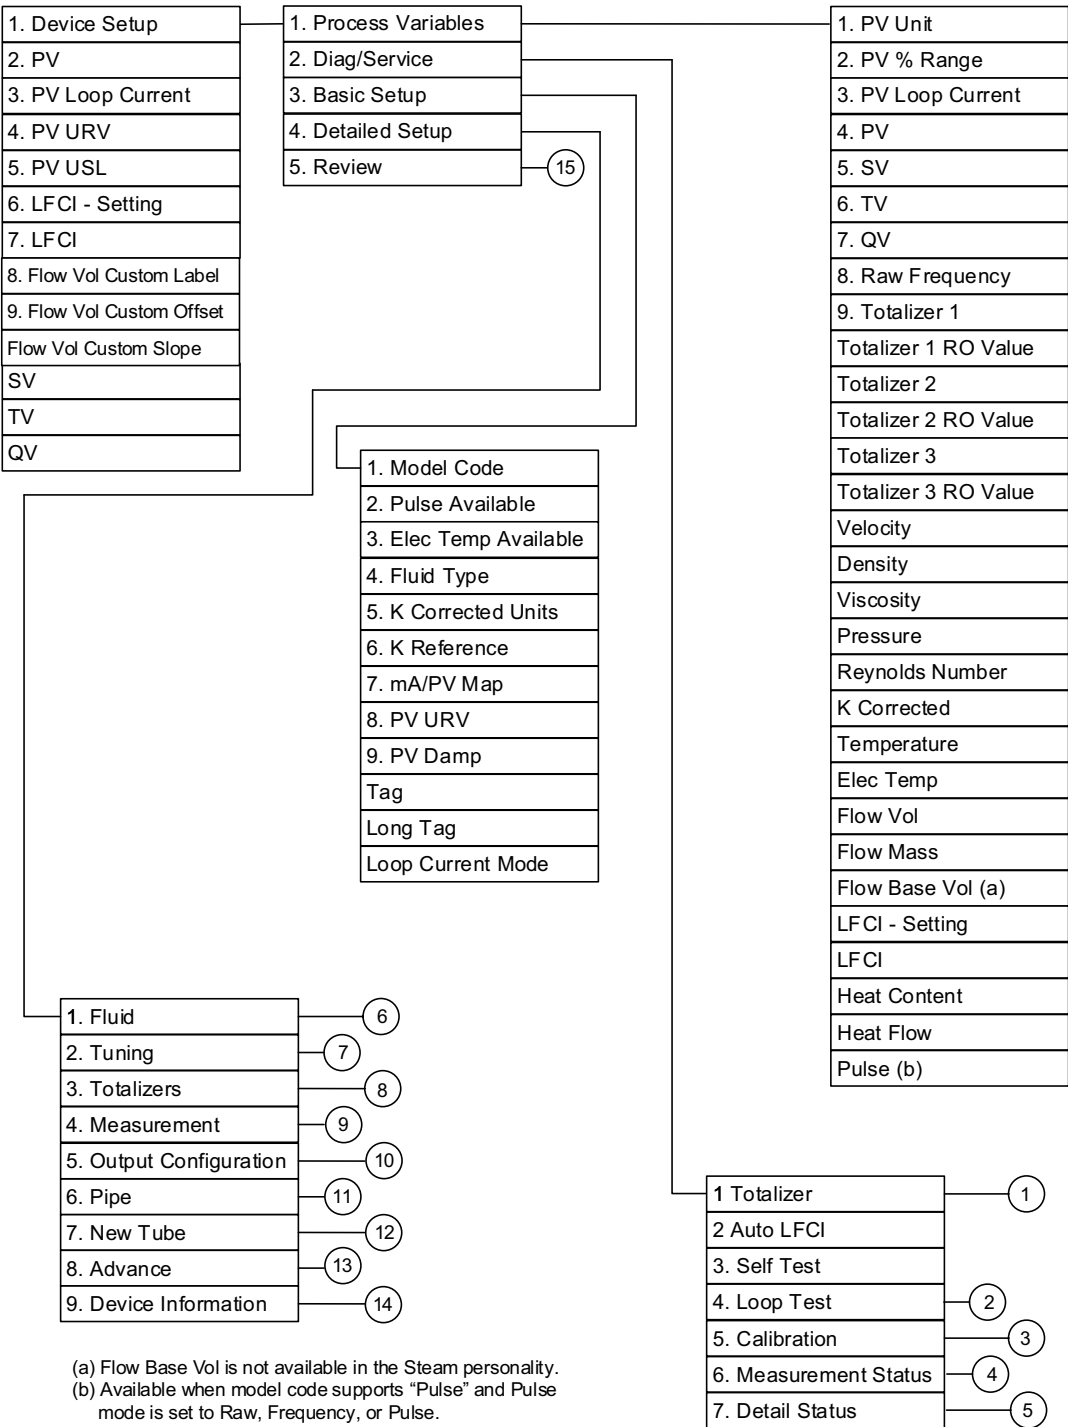 1. Device Setup
2. PV
3. PV Loop Current
4. PV URV
5. PV USL
6. LFCI - Setting
7. LFCI
8. Flow Vol Custom Label
9. Flow Vol Custom Offset
Flow Vol Custom Slope
SV
TV
QV
1. Process Variables
2. Diag/Service
3. Basic Setup
4. Detailed Setup
5. Review
15
1. PV Unit
2. PV % Range
3. PV Loop Current
4. PV
5. SV
6. TV
7. QV
8. Raw Frequency
9. Totalizer 1
Totalizer 1 RO Value
Totalizer 2
Totalizer 2 RO Value
Totalizer 3
Totalizer 3 RO Value
Velocity
Density
Viscosity
Pressure
Reynolds Number
K Corrected
Temperature
Elec Temp
Flow Vol
Flow Mass
Flow Base Vol (a)
LFCI - Setting
LFCI
Heat Content
Heat Flow
Pulse (b)
1. Model Code
2. Pulse Available
3. Elec Temp Available
4. Fluid Type
5. K Corrected Units
6. K Reference
7. mA/PV Map
8. PV URV
9. PV Damp
Tag
Long Tag
Loop Current Mode
1. Fluid
6
2. Tuning
7
3. Totalizers
8
4. Measurement
9
5. Output Configuration
10
6. Pipe
11
7. New Tube
12
8. Advance
13
9. Device Information
14
1 Totalizer
1
2 Auto LFCI
3. Self Test
4. Loop Test
2
5. Calibration
3
6. Measurement Status
4
7. Detail Status
5
(a) Flow Base Vol is not available in the Steam personality.
(b) Available when model code supports “Pulse” and Pulse
mode is set to Raw, Frequency, or Pulse.